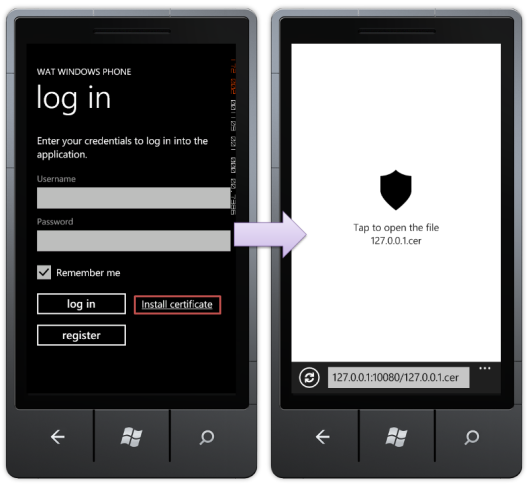 WAT WINDOWS PHONE
log in
Enter your credentials to log in into the
application.
Username
Password
Remember me
log in
Install certificate
register
Tap to open the file
127.0.0.1.cer
127.0.0.1:10080/127.0.0.1.cer